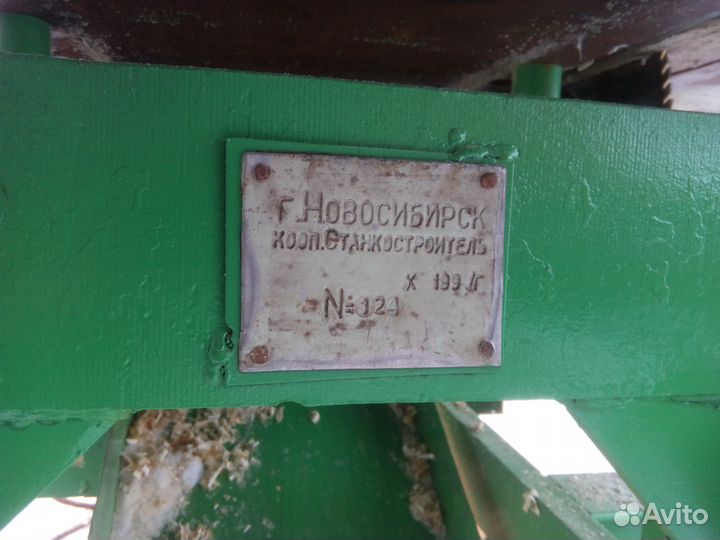 г. Новосибирск
кооп. Станкостроитель
X 199 г
№ 124
Avito